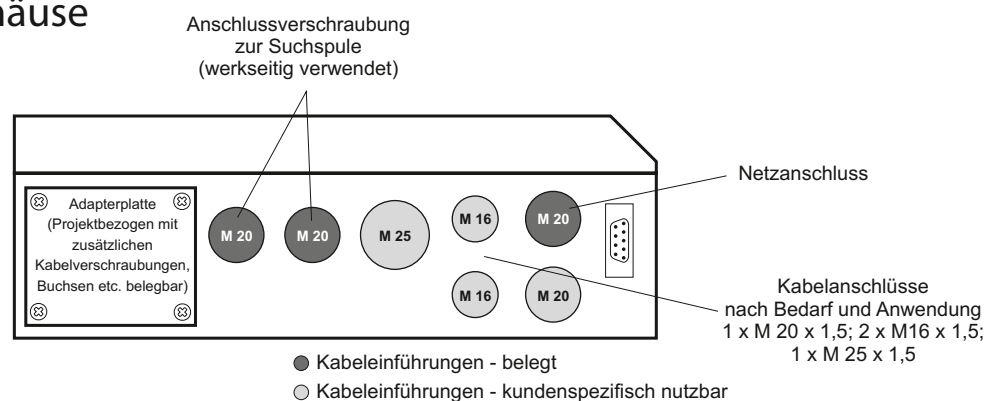 Anschlussverschraubung
zur Suchspule
(werkseitig verwendet)
Adapterplatte
(Projektbezogen mit
zusätzlichen
Kabelverschraubungen,
Buchsen etc. belegbar)
M 20
M 20
M 25
M 16
M 20
M 16
M 20
Netzanschluss
Kabelanschlüsse
nach Bedarf und Anwendung
1 x M 20 x 1,5; 2 x M16 x 1,5;
1 x M 25 x 1,5
Kabeleinführungen - belegt
Kabeleinführungen - kundenspezifisch nutzbar